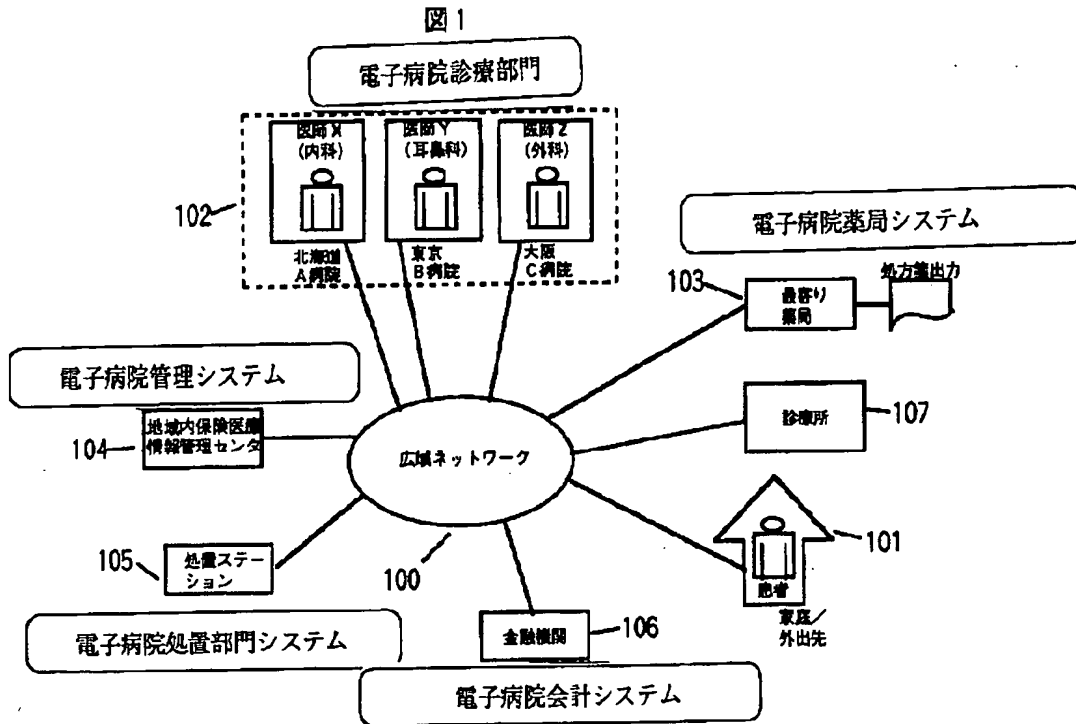 図1
電子病院診療部門
医師X
(内科)
医師Y
(耳鼻科)
医師Z
(外科)
102
北海道
A病院
東京
B病院
大阪
C病院
電子病院薬局システム
103
最寄り
薬局
処方箋出力
電子病院管理システム
104
地域内保険医療
情報管理センタ
広域ネットワーク
診療所
107
105
処置ステー
ション
100
患者
101
家庭/
外出先
電子病院処置部門システム
金融機関
106
電子病院会計システム